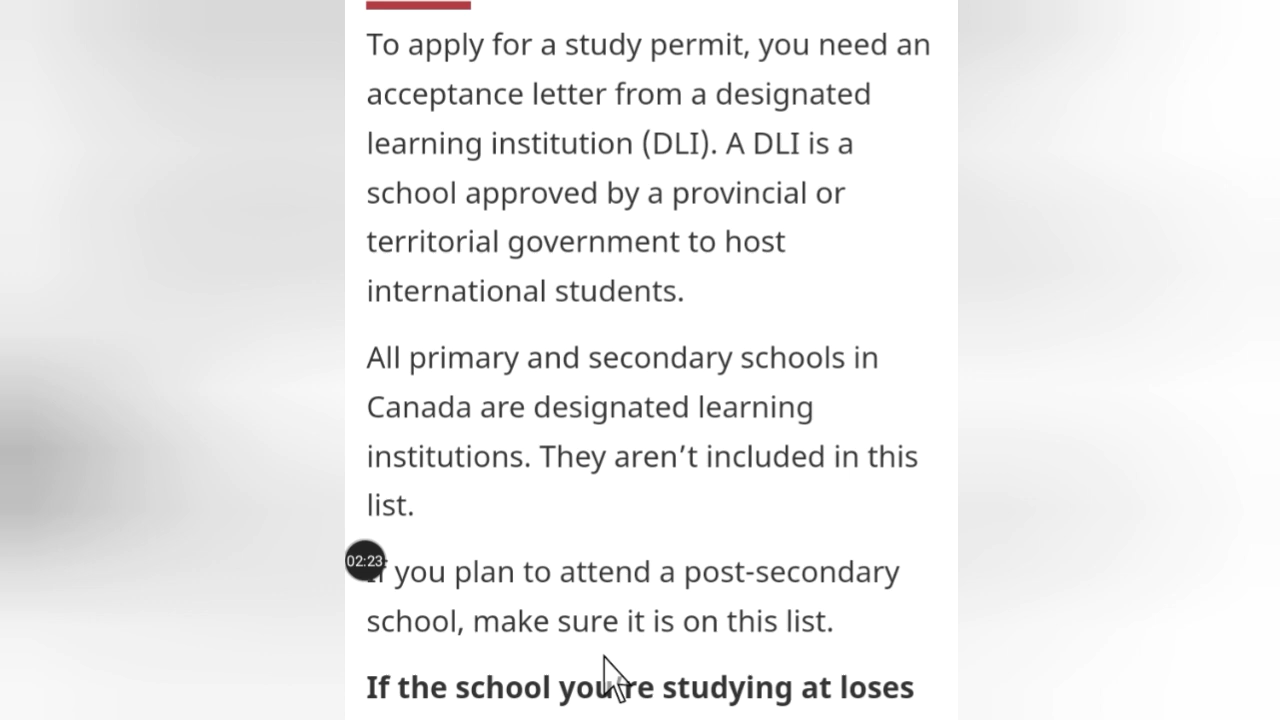 To apply for a study permit, you need an
acceptance letter from a designated
learning institution (DLI). A DLI is a
school approved by a provincial or
territorial government to host
international students.
All primary and secondary schools in
Canada are designated learning
institutions. They aren’t included in this
list.
02:23
If you plan to attend a post-secondary
school, make sure it is on this list.
If the school you're studying at loses